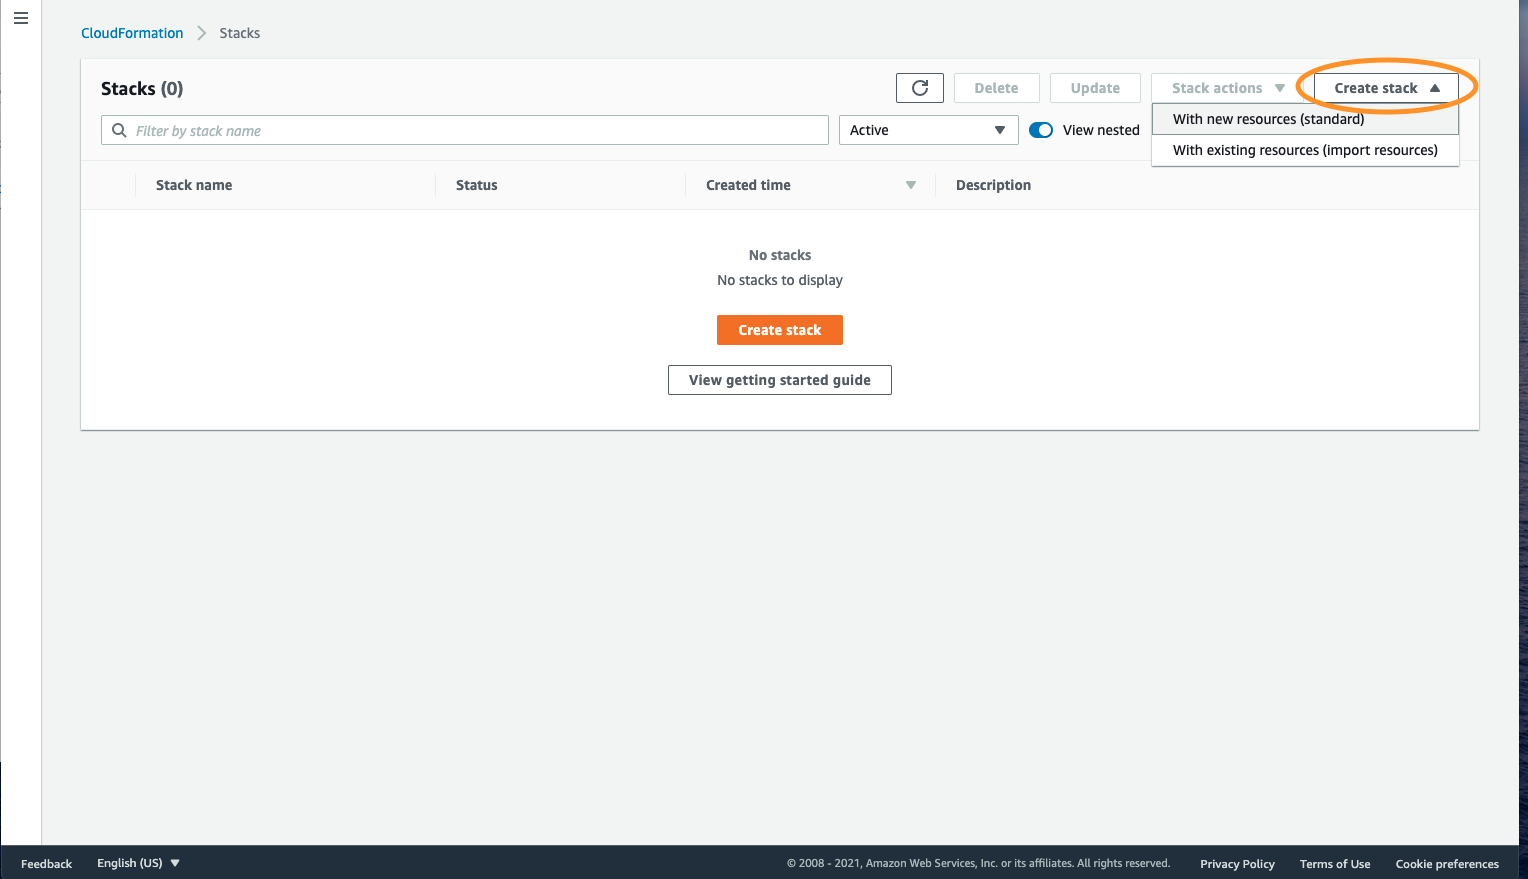 CloudFormation Stacks
Stacks (0)
Delete
Update
Stack actions
Create stack
Filter by stack name
Active
View nested
With new resources (standard)
With existing resources (import resources)
Stack name
Status
Created time
Description
No stacks
No stacks to display
Create stack
View getting started guide
Feedback
English (US)
© 2008 - 2021, Amazon Web Services, Inc. or its affiliates. All rights reserved.
Privacy Policy
Terms of Use
Cookie preferences